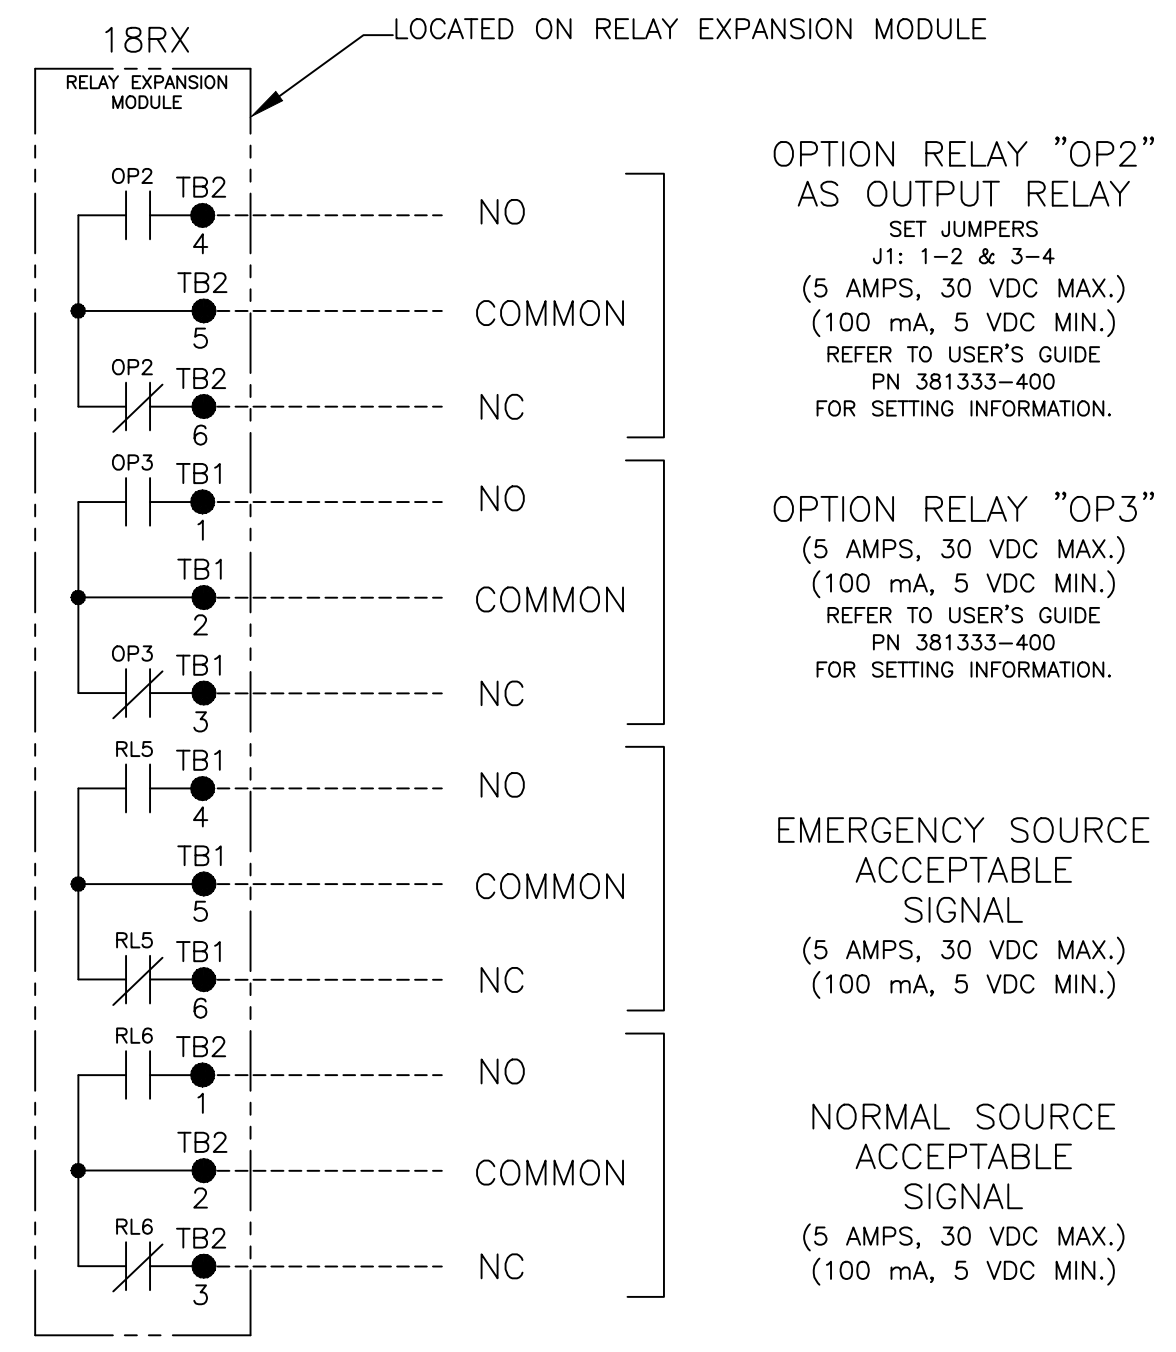 LOCATED ON RELAY EXPANSION MODULE
18RX
RELAY EXPANSION
MODULE
OP2
TB2
4
NO
TB2
5
COMMON
OP2
TB2
6
NC
OPTION RELAY "OP2"
AS OUTPUT RELAY
SET JUMPERS
J1: 1-2 & 3-4
(5 AMPS, 30 VDC MAX.)
(100 mA, 5 VDC MIN.)
REFER TO USER'S GUIDE
PN 381333-400
FOR SETTING INFORMATION.
OP3
TB1
1
NO
TB1
2
COMMON
OP3
TB1
3
NC
OPTION RELAY "OP3"
(5 AMPS, 30 VDC MAX.)
(100 mA, 5 VDC MIN.)
REFER TO USER'S GUIDE
PN 381333-400
FOR SETTING INFORMATION.
RL5
TB1
4
NO
TB1
5
COMMON
RL5
TB1
6
NC
EMERGENCY SOURCE
ACCEPTABLE
SIGNAL
(5 AMPS, 30 VDC MAX.)
(100 mA, 5 VDC MIN.)
RL6
TB2
1
NO
TB2
2
COMMON
RL6
TB2
3
NC
NORMAL SOURCE
ACCEPTABLE
SIGNAL
(5 AMPS, 30 VDC MAX.)
(100 mA, 5 VDC MIN.)